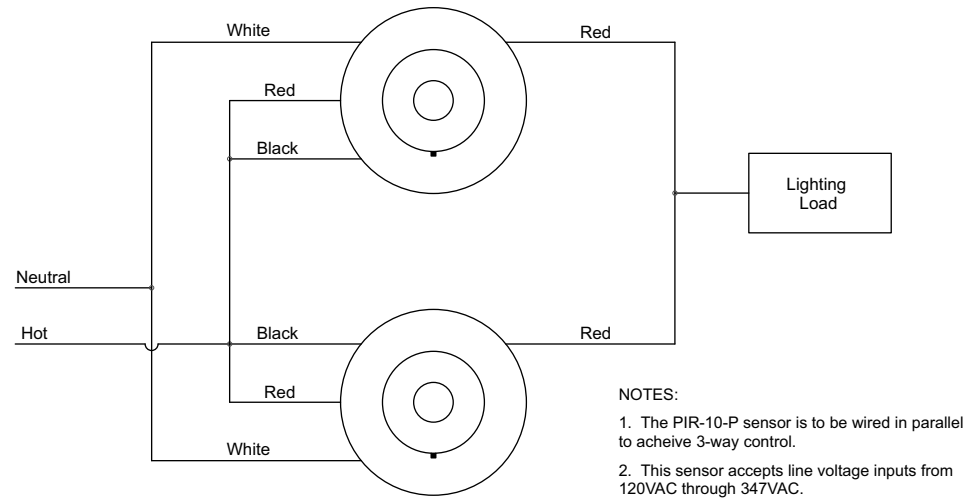 White
Red
Red
Black
Lighting
Load
Neutral
Hot
Black
Red
Red
White
NOTES:
1. The PIR-10-P sensor is to be wired in parallel
to acheive 3-way control.
2. This sensor accepts line voltage inputs from
120VAC through 347VAC.